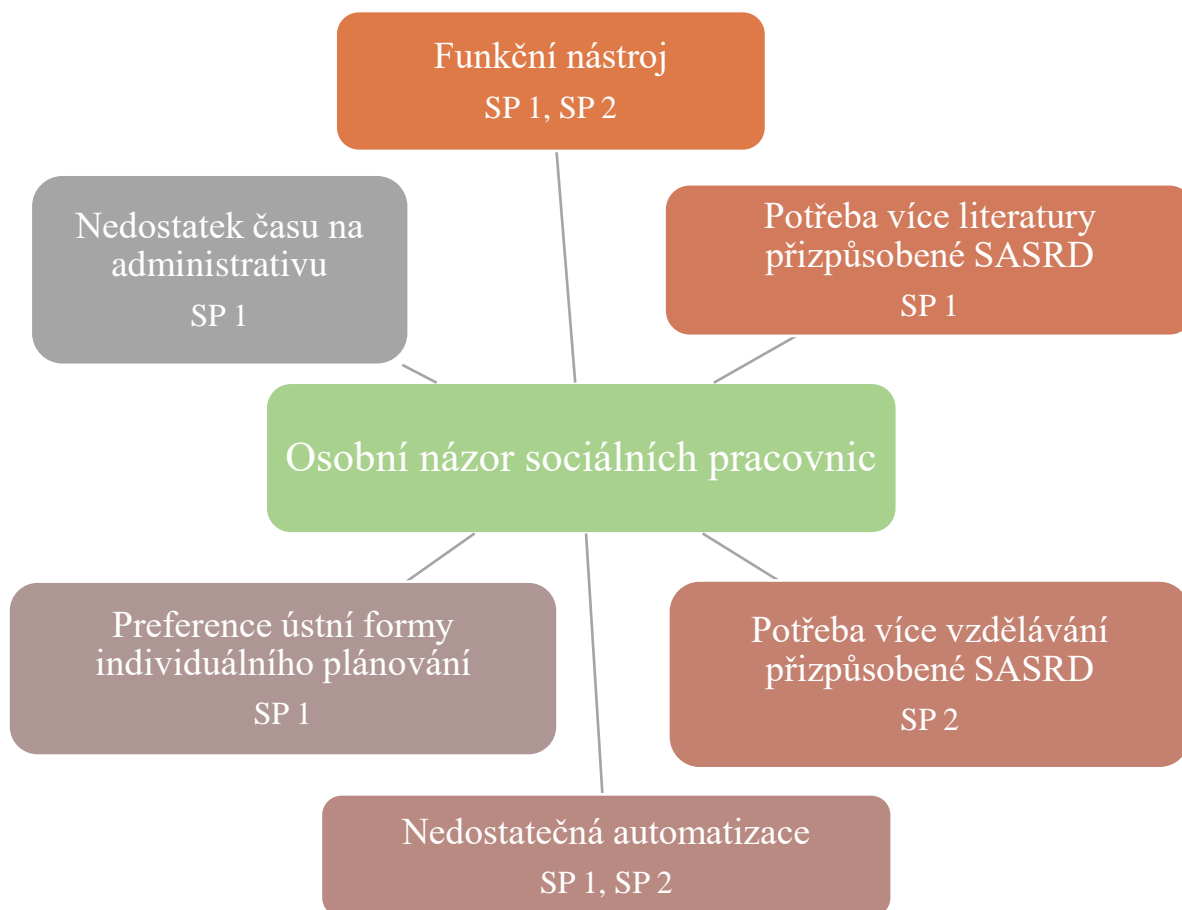 Funkční nástroj
SP 1, SP 2
Nedostatek času na
administrativu
SP 1
Potřeba více literatury
přizpůsobené SASRD
SP 1
Osobní názor sociálních pracovnic
Preference ústní formy
individuálního plánování
SP 1
Potřeba více vzdělávání
přizpůsobené SASRD
SP 2
Nedostatečná automatizace
SP 1, SP 2